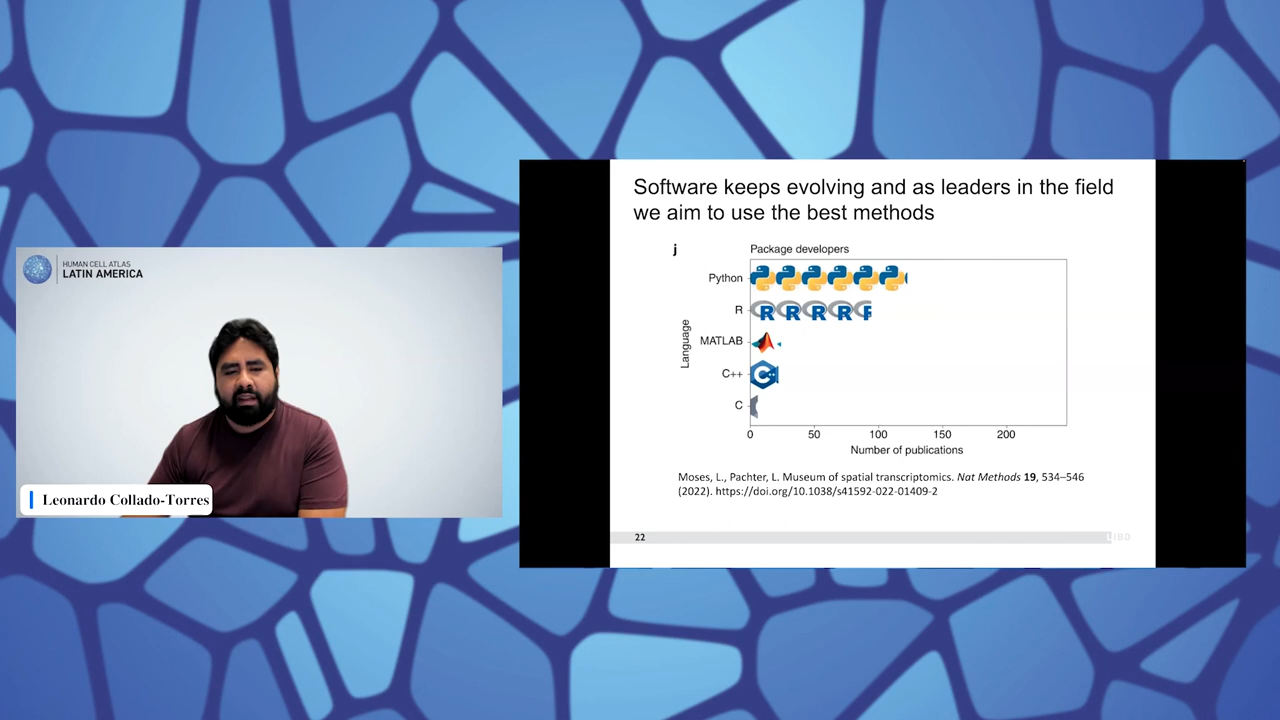 HUMAN CELL ATLAS
LATIN AMERICA
Leonardo Collado-Torres
Software keeps evolving and as leaders in the field
we aim to use the best methods
j
Package developers
Python
R
MATLAB
C++
C
Language
0 50 100 150 200
Number of publications
Moses, L., Pachter, L. Museum of spatial transcriptomics. Nat Methods 19, 534–546
(2022). https://doi.org/10.1038/s41592-022-01409-2
22